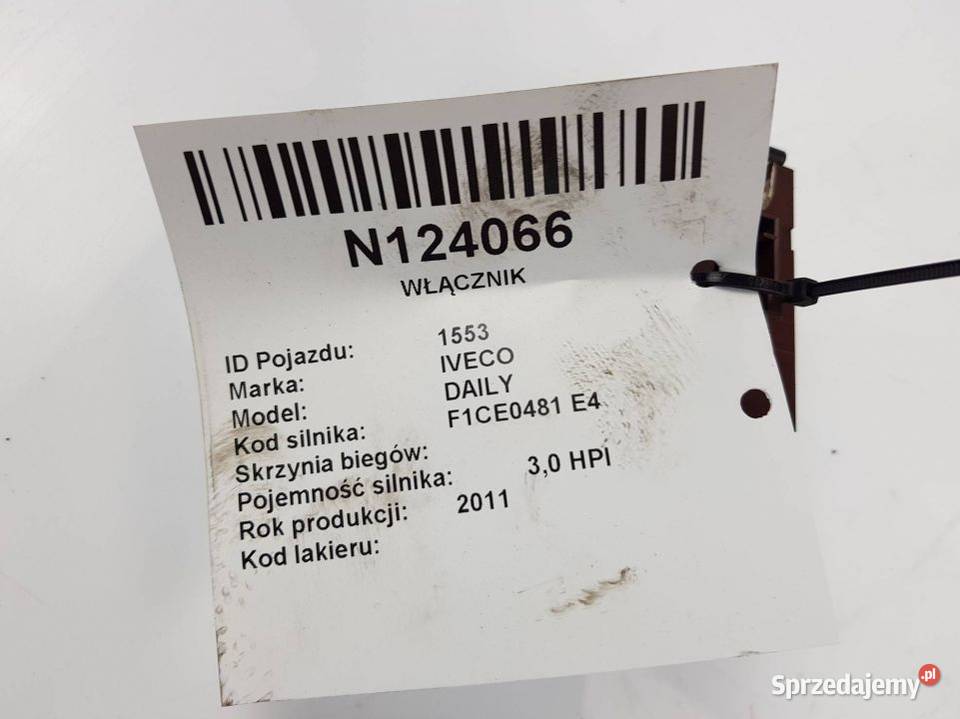 N124066
WŁĄCZNIK
ID Pojazdu: 1553
Marka: IVECO
Model: DAILY
Kod silnika: F1CE0481 E4
Skrzynia biegów:
Pojemność silnika: 3,0 HPI
Rok produkcji: 2011
Kod lakieru:
Sprzedajemy.pl